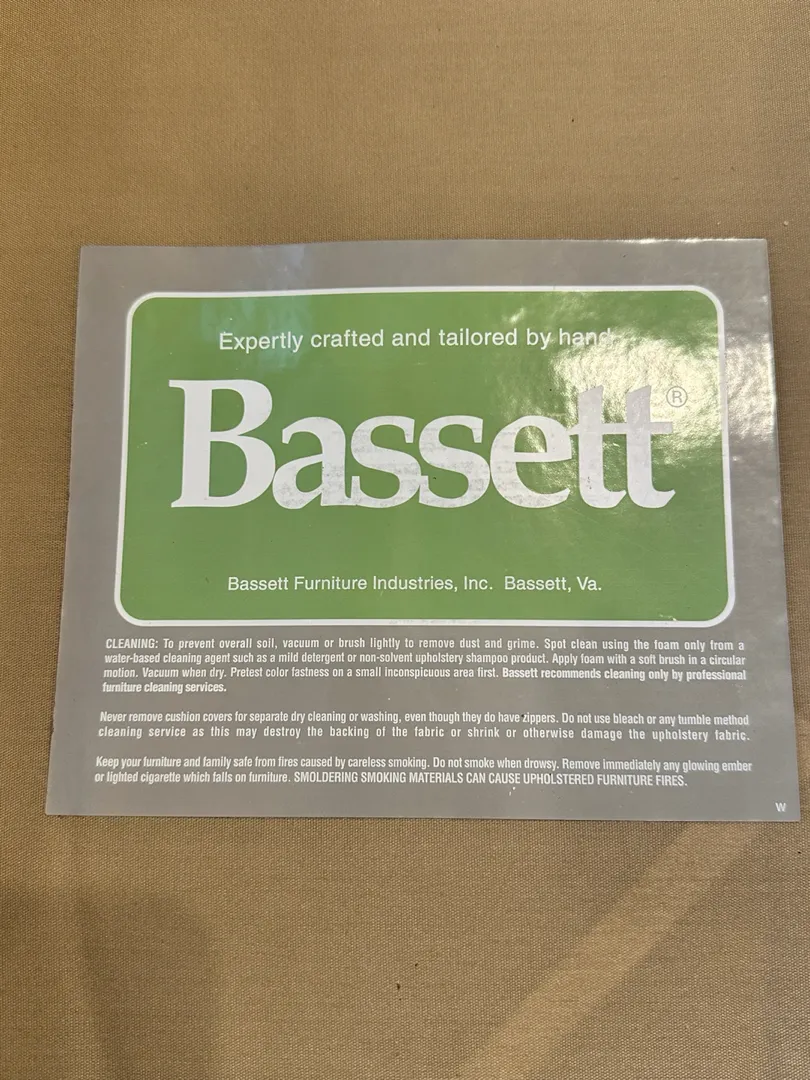 Expertly crafted and tailored by hand
Bassett®
Bassett Furniture Industries, Inc. Bassett, Va.
CLEANING: To prevent overall soil, vacuum or brush lightly to remove dust and grime. Spot clean using the foam only from a
water-based cleaning agent such as a mild detergent or non-solvent upholstery shampoo product. Apply foam with a soft brush in a circular
motion. Vacuum when dry. Pretest color fastness on a small inconspicuous area first. Bassett recommends cleaning only by professional
furniture cleaning services.
Never remove cushion covers for separate dry cleaning or washing, even though they do have zippers. Do not use bleach or any tumble method
cleaning service as this may destroy the backing of the fabric or shrink or otherwise damage the upholstery fabric.
Keep your furniture and family safe from fires caused by careless smoking. Do not smoke when drowsy. Remove immediately any glowing ember
or lighted cigarette which falls on furniture. SMOLDERING SMOKING MATERIALS CAN CAUSE UPHOLSTERED FURNITURE FIRES.
W